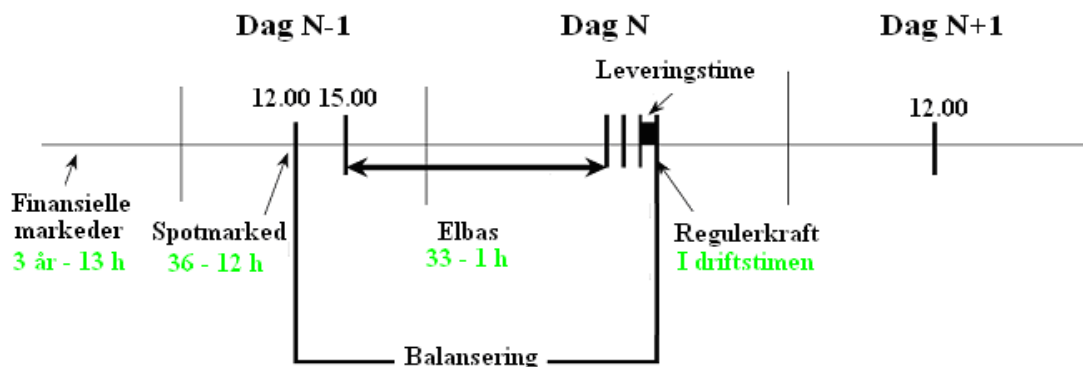 Dag N-1
Dag N
Dag N+1
Leveringstime
12.00 15.00
12.00
Finansielle
markeder
3 år - 13 h
Spotmarked
36 - 12 h
Elbas
33 - 1 h
Regulerkraft
I driftstimen
Balansering